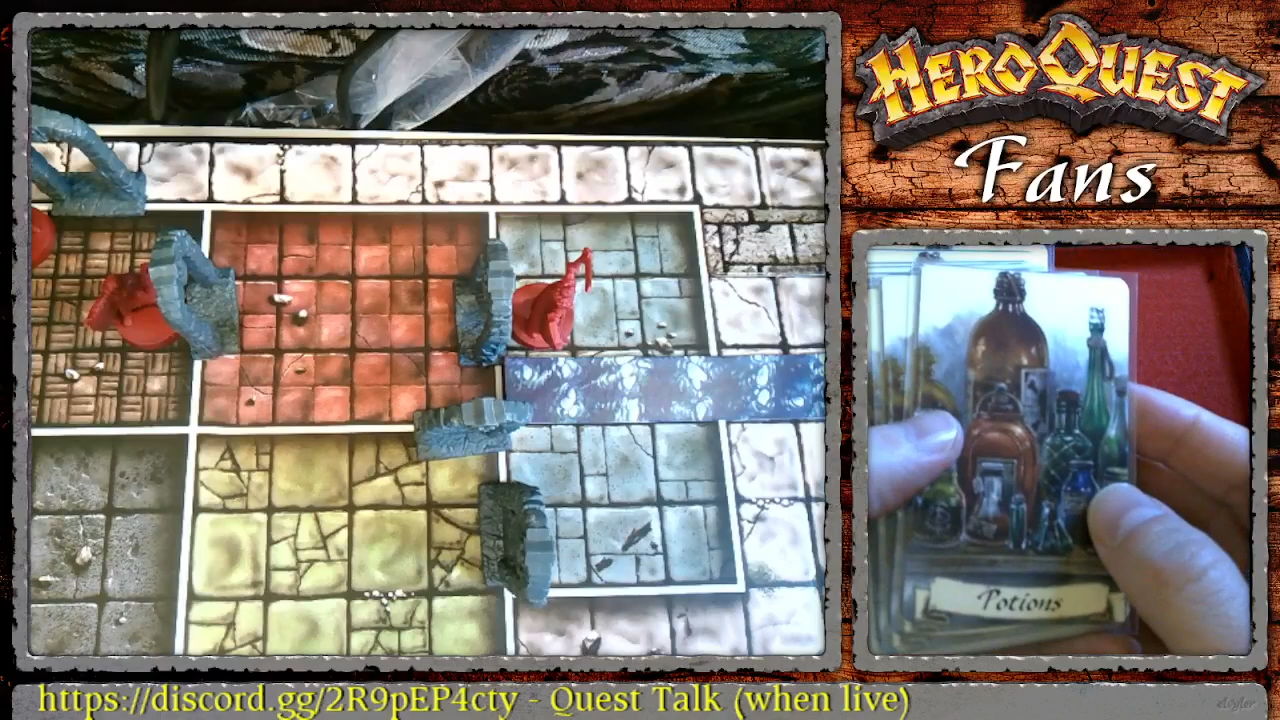 HeroQuest
Fans
Potions
https://discord.gg/2R9pEP4cty - Quest Talk (when live)